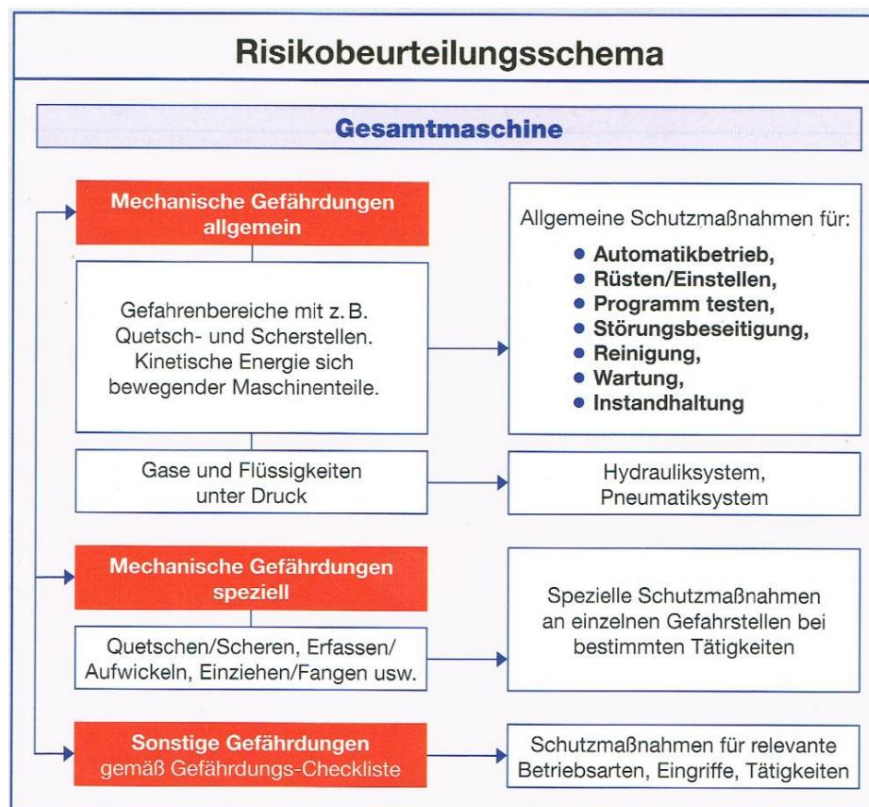 Risikobeurteilungsschema
Gesamtmaschine
Mechanische Gefährdungen
allgemein
Gefahrenbereiche mit z. B.
Quetsch- und Scherstellen.
Kinetische Energie sich
bewegender Maschinenteile.
Allgemeine Schutzmaßnahmen für:
● Automatikbetrieb,
● Rüsten/Einstellen,
● Programm testen,
● Störungsbeseitigung,
● Reinigung,
● Wartung,
● Instandhaltung
Gase und Flüssigkeiten
unter Druck
Hydrauliksystem,
Pneumatiksystem
Mechanische Gefährdungen
speziell
Quetschen/Scheren, Erfassen/
Aufwickeln, Einziehen/Fangen usw.
Spezielle Schutzmaßnahmen
an einzelnen Gefahrstellen bei
bestimmten Tätigkeiten
Sonstige Gefährdungen
gemäß Gefährdungs-Checkliste
Schutzmaßnahmen für relevante
Betriebsarten, Eingriffe, Tätigkeiten